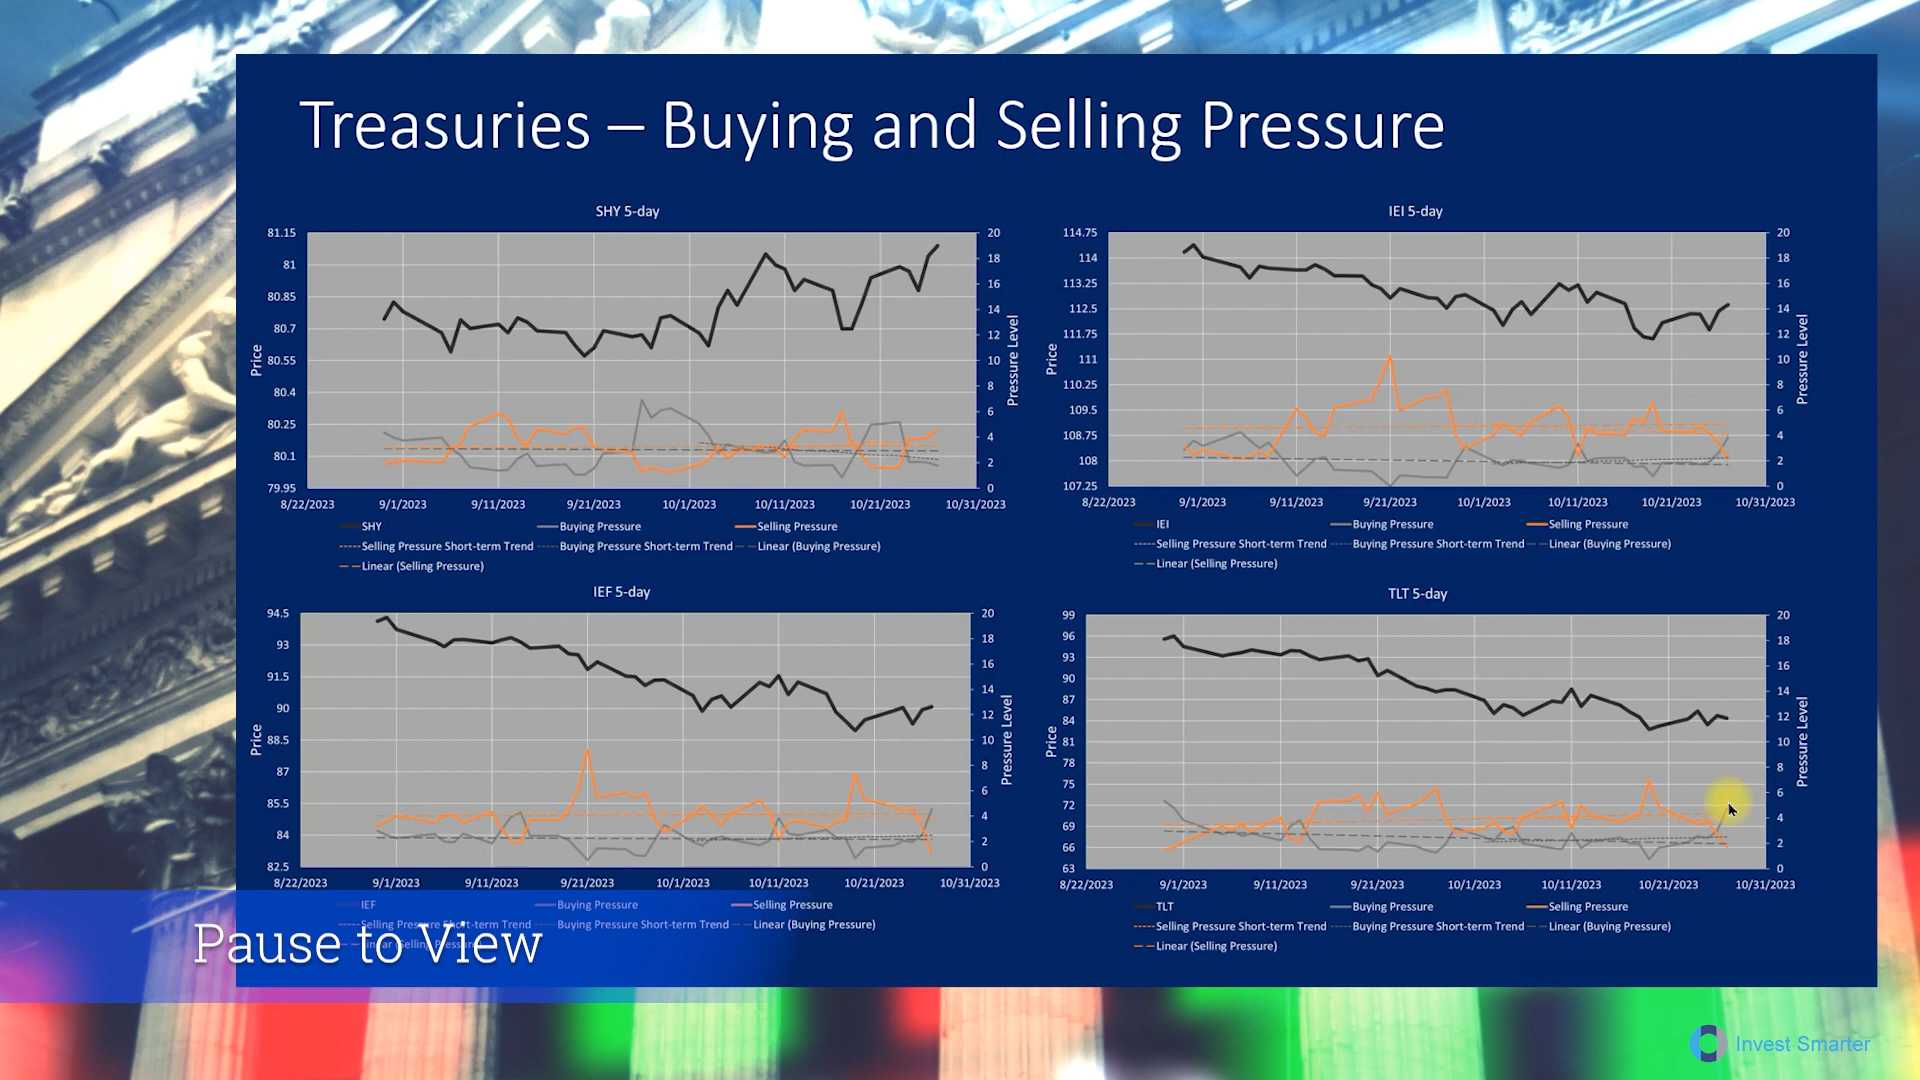 Treasuries – Buying and Selling Pressure
SHY 5-day
81.15
81
80.85
80.7
80.55
80.4
80.25
80.1
79.95
Price
20
18
16
14
12
10
8
6
4
2
0
Pressure Level
8/22/2023 9/1/2023 9/11/2023 9/21/2023 10/1/2023 10/11/2023 10/21/2023 10/31/2023
SHY Buying Pressure Selling Pressure
Selling Pressure Short-term Trend Buying Pressure Short-term Trend Linear (Buying Pressure)
Linear (Selling Pressure)
IEI 5-day
114.75
114
113.25
112.5
111.75
111
110.25
109.5
108.75
108
107.25
Price
20
18
16
14
12
10
8
6
4
2
0
Pressure Level
8/22/2023 9/1/2023 9/11/2023 9/21/2023 10/1/2023 10/11/2023 10/21/2023 10/31/2023
IEI Buying Pressure Selling Pressure
Selling Pressure Short-term Trend Buying Pressure Short-term Trend Linear (Buying Pressure)
Linear (Selling Pressure)
IEF 5-day
94.5
93
91.5
90
88.5
87
85.5
84
82.5
Price
20
18
16
14
12
10
8
6
4
2
0
Pressure Level
8/22/2023 9/1/2023 9/11/2023 9/21/2023 10/1/2023 10/11/2023 10/21/2023 10/31/2023
IEF Buying Pressure Selling Pressure
Selling Pressure Short-term Trend Buying Pressure Short-term Trend Linear (Buying Pressure)
Linear (Selling Pressure)
TLT 5-day
99
96
93
90
87
84
81
78
75
72
69
66
63
Price
20
18
16
14
12
10
8
6
4
2
0
Pressure Level
8/22/2023 9/1/2023 9/11/2023 9/21/2023 10/1/2023 10/11/2023 10/21/2023 10/31/2023
TLT Buying Pressure Selling Pressure
Selling Pressure Short-term Trend Buying Pressure Short-term Trend Linear (Buying Pressure)
Linear (Selling Pressure)
Pause to View
Invest Smarter